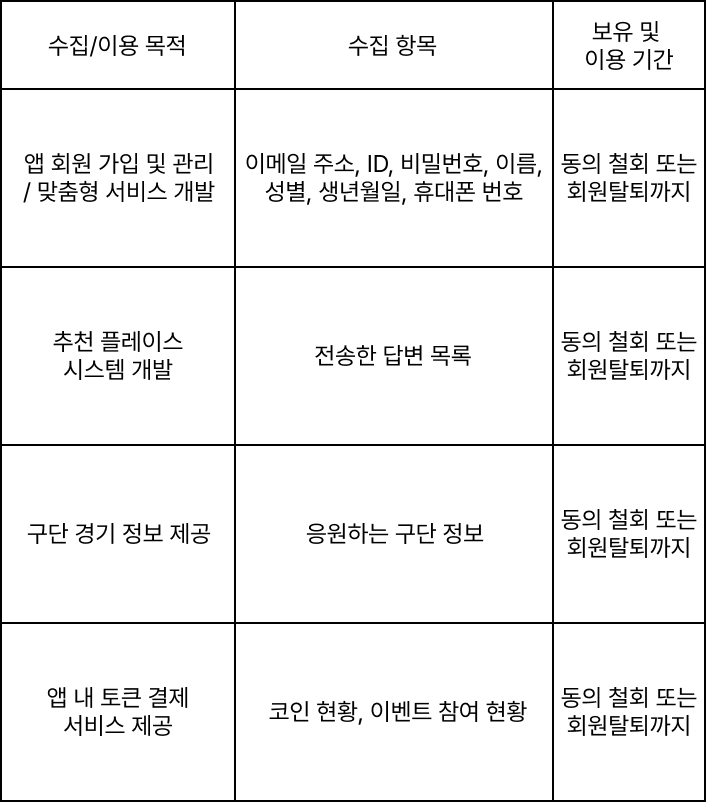 수집/이용 목적
수집 항목
보유 및
이용 기간
앱 회원 가입 및 관리
/ 맞춤형 서비스 개발
이메일 주소, ID, 비밀번호, 이름,
성별, 생년월일, 휴대폰 번호
동의 철회 또는
회원탈퇴까지
추천 플레이스
시스템 개발
전송한 답변 목록
동의 철회 또는
회원탈퇴까지
구단 경기 정보 제공
응원하는 구단 정보
동의 철회 또는
회원탈퇴까지
앱 내 토큰 결제
서비스 제공
코인 현황, 이벤트 참여 현황
동의 철회 또는
회원탈퇴까지